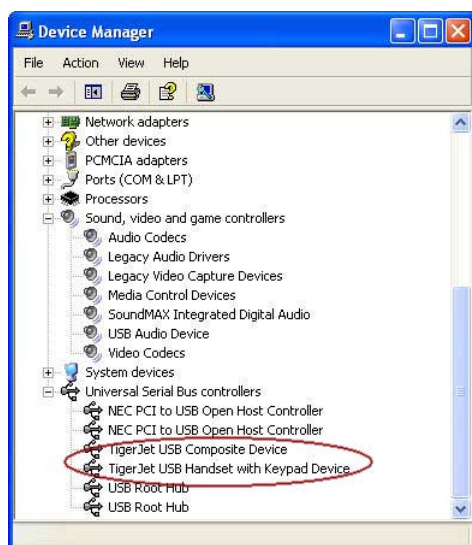 Device Manager
File Action View Help
Network adapters
Other devices
PCMCIA adapters
Ports (COM & LPT)
Processors
Sound, video and game controllers
Audio Codecs
Legacy Audio Drivers
Legacy Video Capture Devices
Media Control Devices
SoundMAX Integrated Digital Audio
USB Audio Device
Video Codecs
System devices
Universal Serial Bus controllers
NEC PCI to USB Open Host Controller
NEC PCI to USB Open Host Controller
TigerJet USB Composite Device
TigerJet USB Handset with Keypad Device
USB Root Hub
USB Root Hub